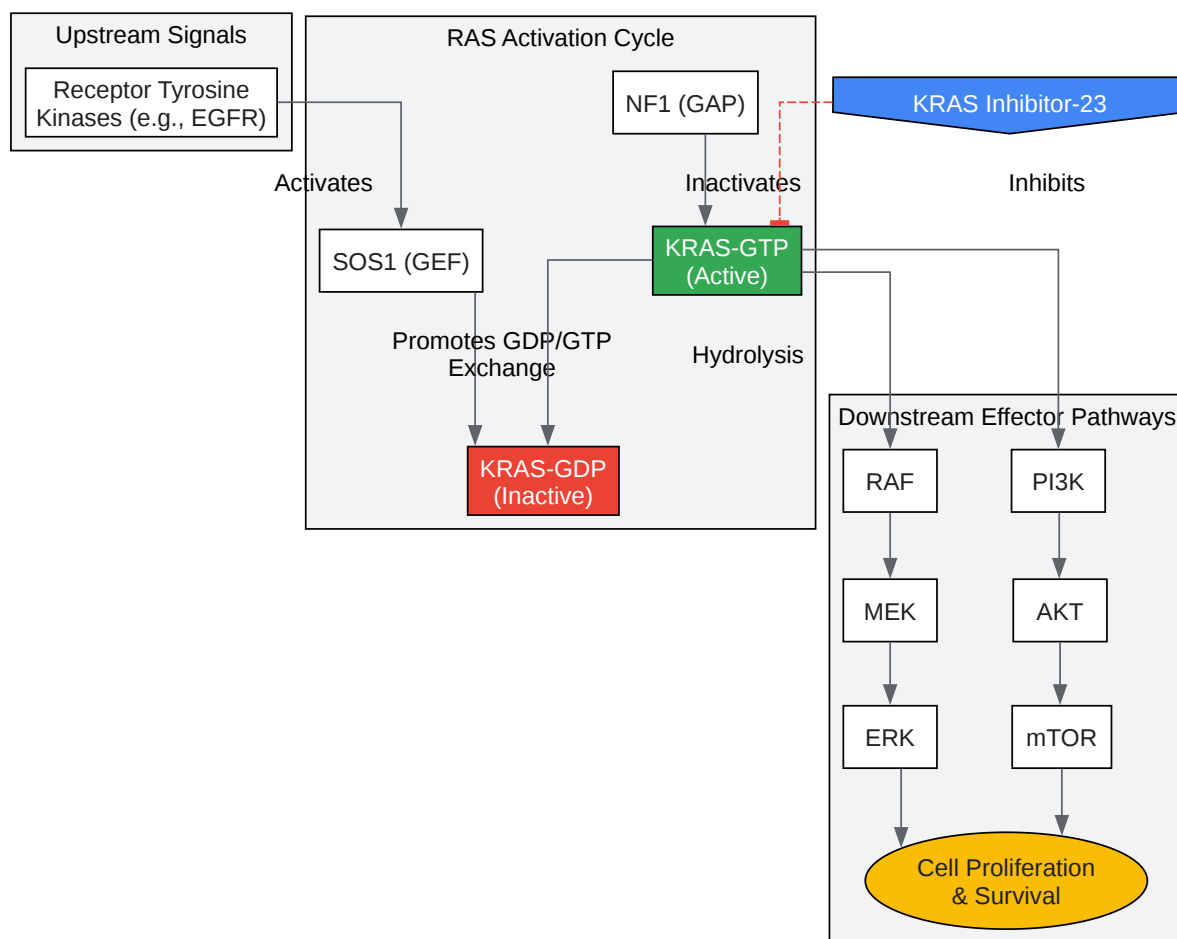 Upstream Signals
Receptor Tyrosine
Kinases (e.g., EGFR)
RAS Activation Cycle
NF1 (GAP)
KRAS Inhibitor-23
Activates
Inactivates
Inhibits
SOS1 (GEF)
KRAS-GTP
(Active)
Promotes GDP/GTP
Exchange
Hydrolysis
KRAS-GDP
(Inactive)
Downstream Effector Pathways
RAF
PI3K
MEK
AKT
ERK
mTOR
Cell Proliferation
& Survival